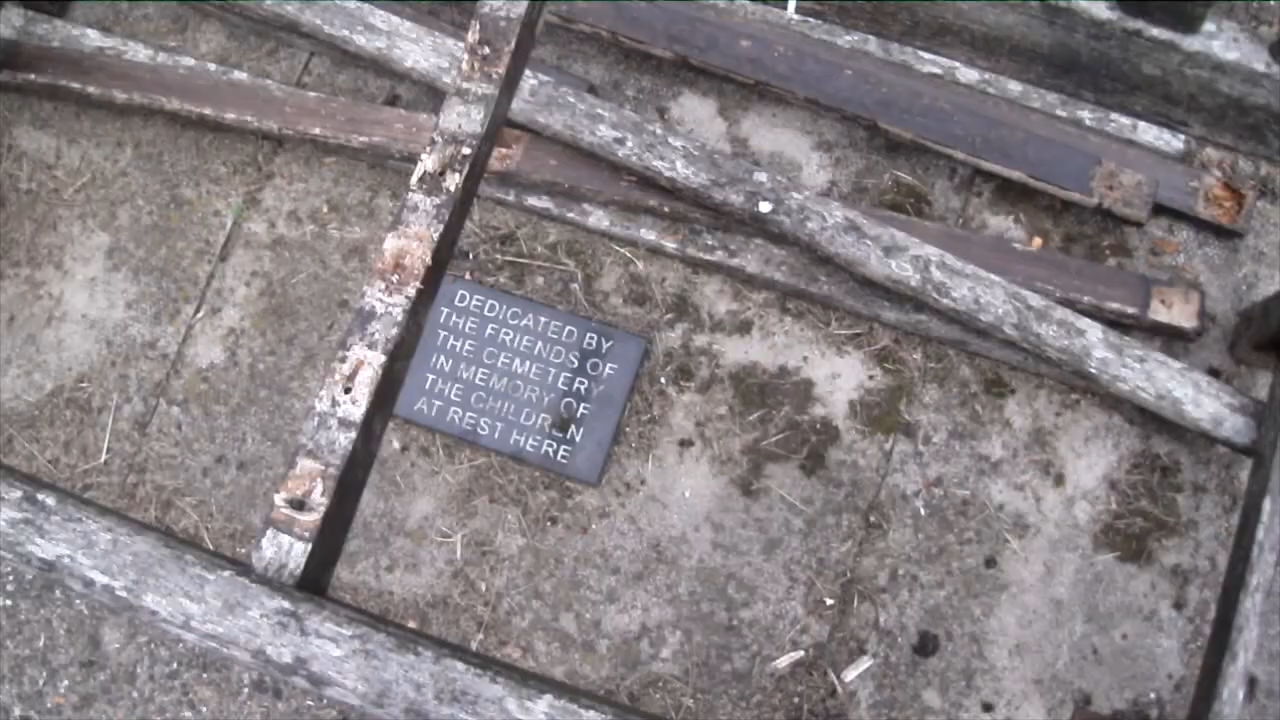 DEDICATED BY
THE FRIENDS OF
THE CEMETERY
IN MEMORY OF
THE CHILDREN
AT REST HERE